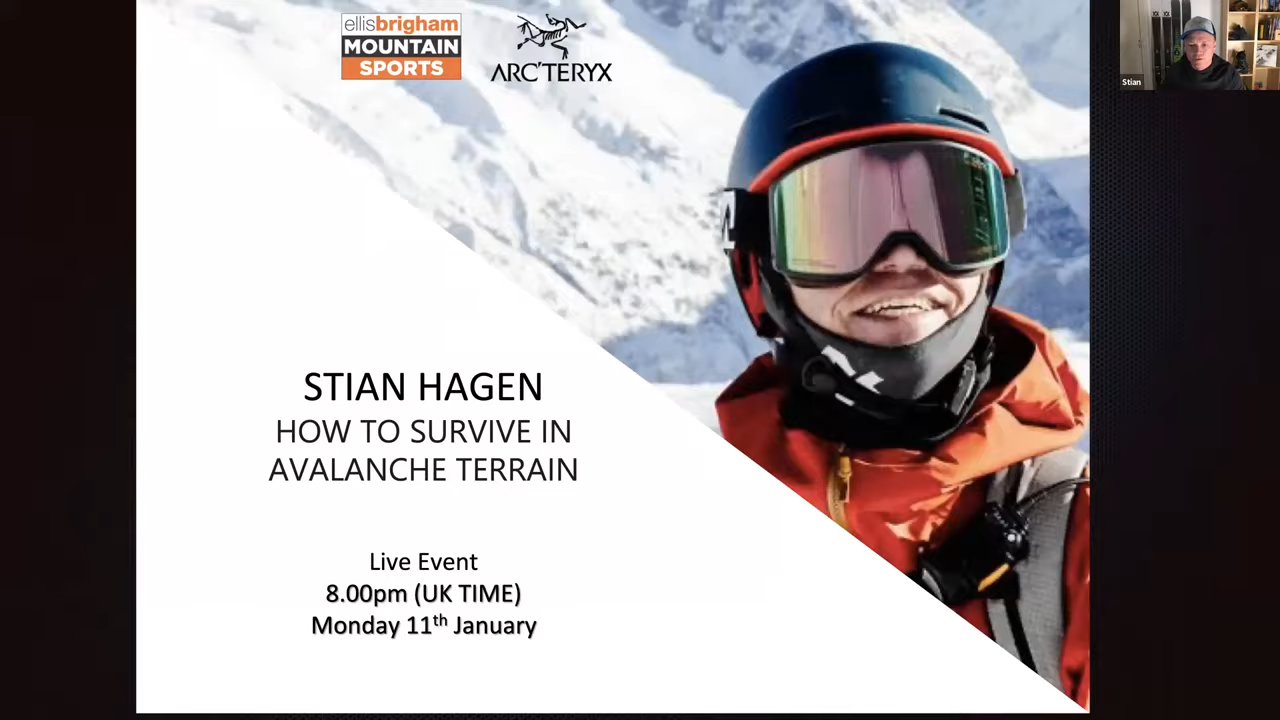 ellisbrigham
MOUNTAIN
SPORTS
ARC'TERYX
Stian
STIAN HAGEN
HOW TO SURVIVE IN
AVALANCHE TERRAIN
Live Event
8.00pm (UK TIME)
Monday 11th January